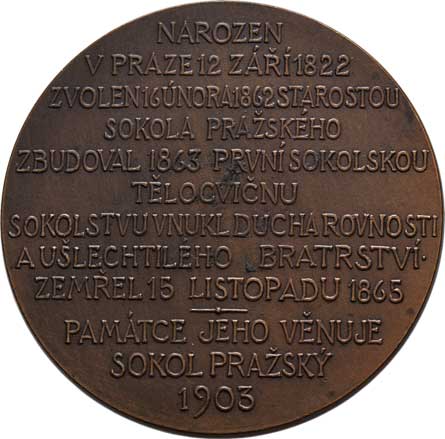 NAROZEN
V PRAZE 12 ZÁŘÍ 1822
ZVOLEN 16 ÚNORA 1862 STAROSTOU
SOKOLA PRAŽSKÉHO
ZBUDOVAL 1863 PRVNÍ SOKOLSKOU
TĚLOCVIČNU
SOKOLSTVU VNUKL DUCHA ROVNOSTI
A UŠLECHTILÉHO BRATRSTVÍ·
ZEMŘEL 15 LISTOPADU 1865
PAMÁTCE JEHO VĚNUJE
SOKOL PRAŽSKÝ
1903